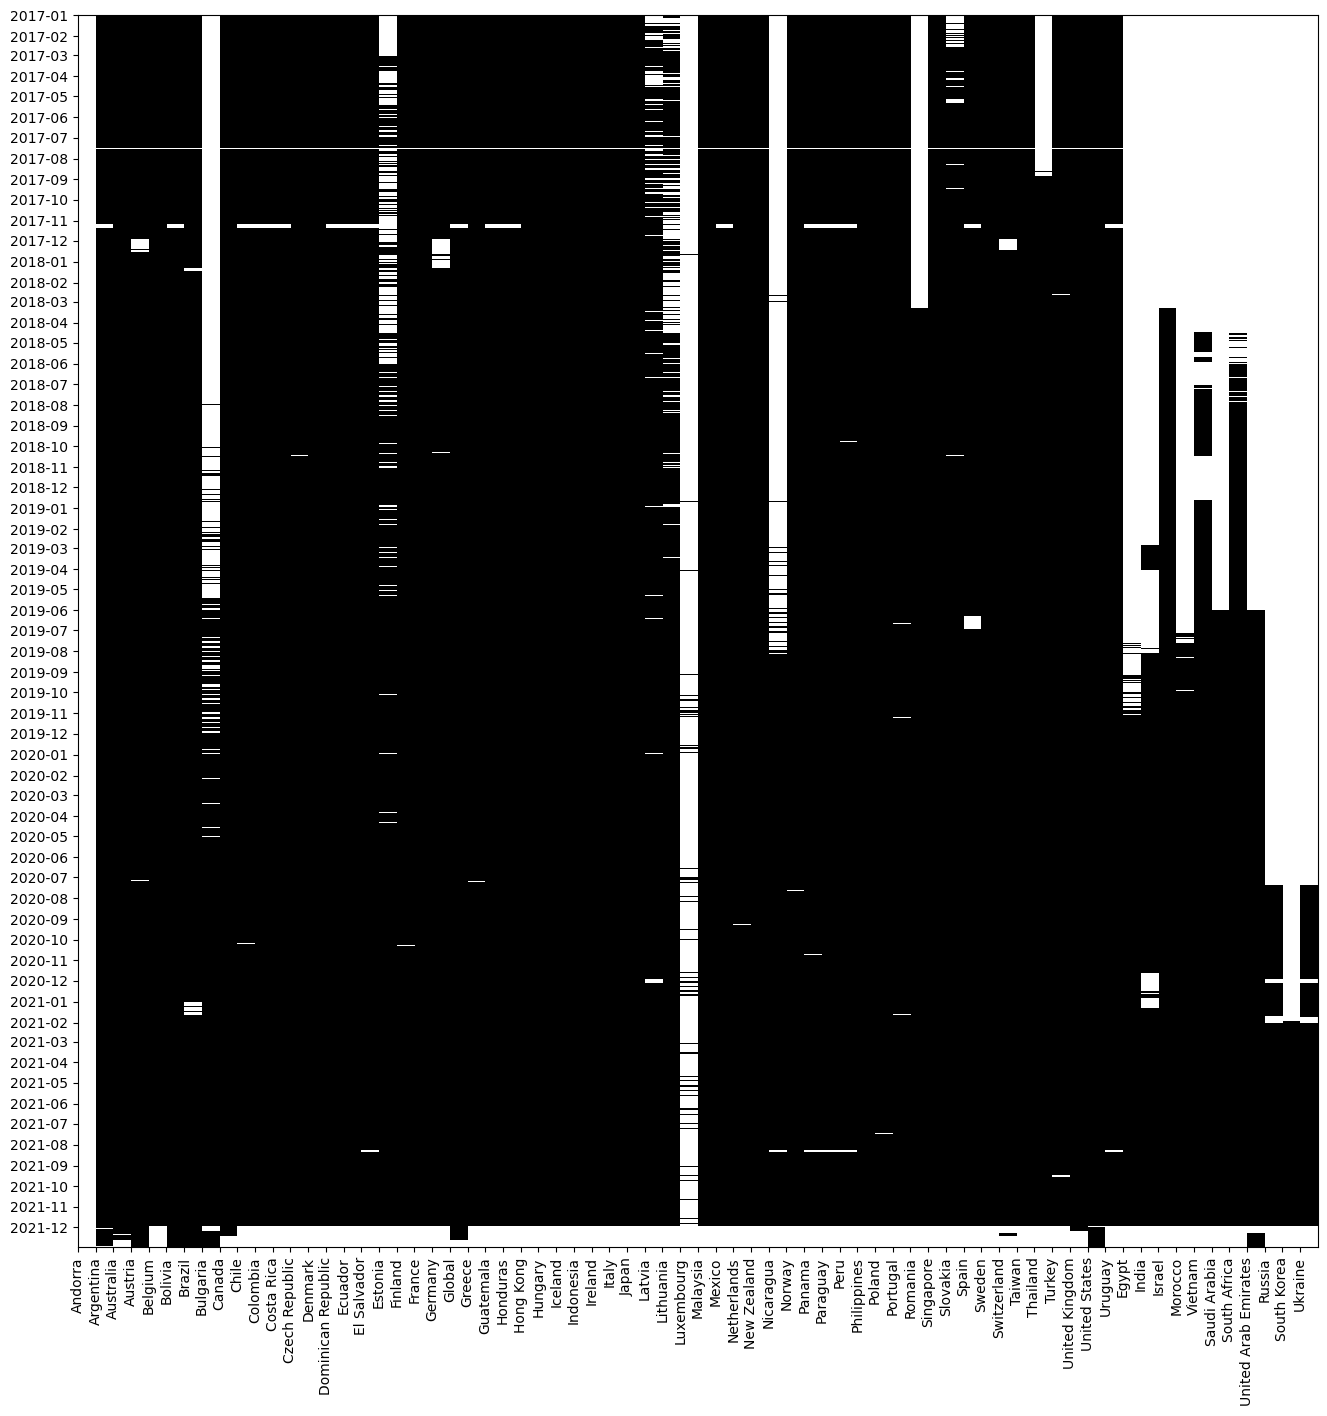 2017-01
2017-02
2017-03
2017-04
2017-05
2017-06
2017-07
2017-08
2017-09
2017-10
2017-11
2017-12
2018-01
2018-02
2018-03
2018-04
2018-05
2018-06
2018-07
2018-08
2018-09
2018-10
2018-11
2018-12
2019-01
2019-02
2019-03
2019-04
2019-05
2019-06
2019-07
2019-08
2019-09
2019-10
2019-11
2019-12
2020-01
2020-02
2020-03
2020-04
2020-05
2020-06
2020-07
2020-08
2020-09
2020-10
2020-11
2020-12
2021-01
2021-02
2021-03
2021-04
2021-05
2021-06
2021-07
2021-08
2021-09
2021-10
2021-11
2021-12
Andorra
Argentina
Australia
Austria
Belgium
Bolivia
Brazil
Bulgaria
Canada
Chile
Colombia
Costa Rica
Czech Republic
Denmark
Dominican Republic
Ecuador
El Salvador
Estonia
Finland
France
Germany
Global
Greece
Guatemala
Honduras
Hong Kong
Hungary
Iceland
Indonesia
Ireland
Italy
Japan
Latvia
Lithuania
Luxembourg
Malaysia
Mexico
Netherlands
New Zealand
Nicaragua
Norway
Panama
Paraguay
Peru
Philippines
Poland
Portugal
Romania
Singapore
Slovakia
Spain
Sweden
Switzerland
Taiwan
Thailand
Turkey
United Kingdom
United States
Uruguay
Egypt
India
Israel
Morocco
Vietnam
Saudi Arabia
South Africa
United Arab Emirates
Russia
South Korea
Ukraine